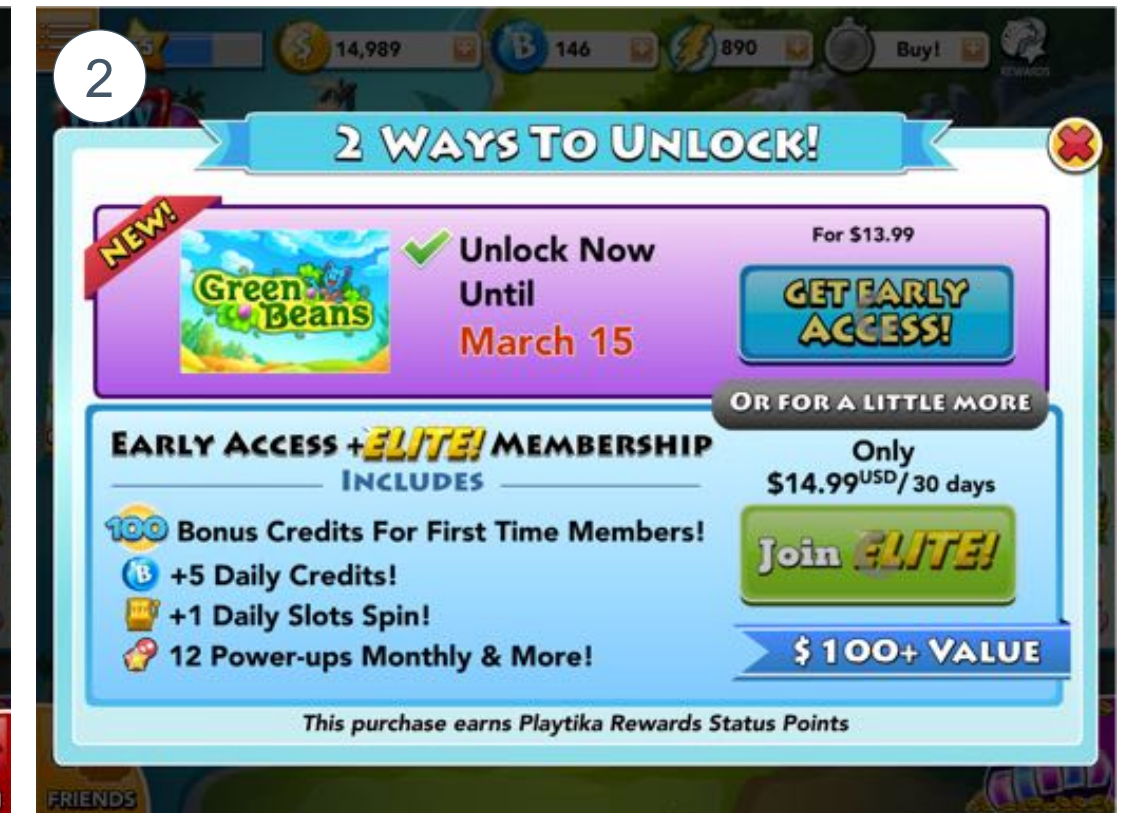 2
14,989
146
890
Buy!
REWARDS
2 WAYS TO UNLOCK!
NEW!
Green
Beans
Unlock Now
Until
March 15
For $13.99
GET EARLY
ACCESS!
OR FOR A LITTLE MORE
EARLY ACCESS + ELITE! MEMBERSHIP
INCLUDES
100 Bonus Credits For First Time Members!
B +5 Daily Credits!
+1 Daily Slots Spin!
12 Power-ups Monthly & More!
Only
$14.99USD/30 days
Join ELITE!
$100+ VALUE
This purchase earns Playtika Rewards Status Points
FRIENDS